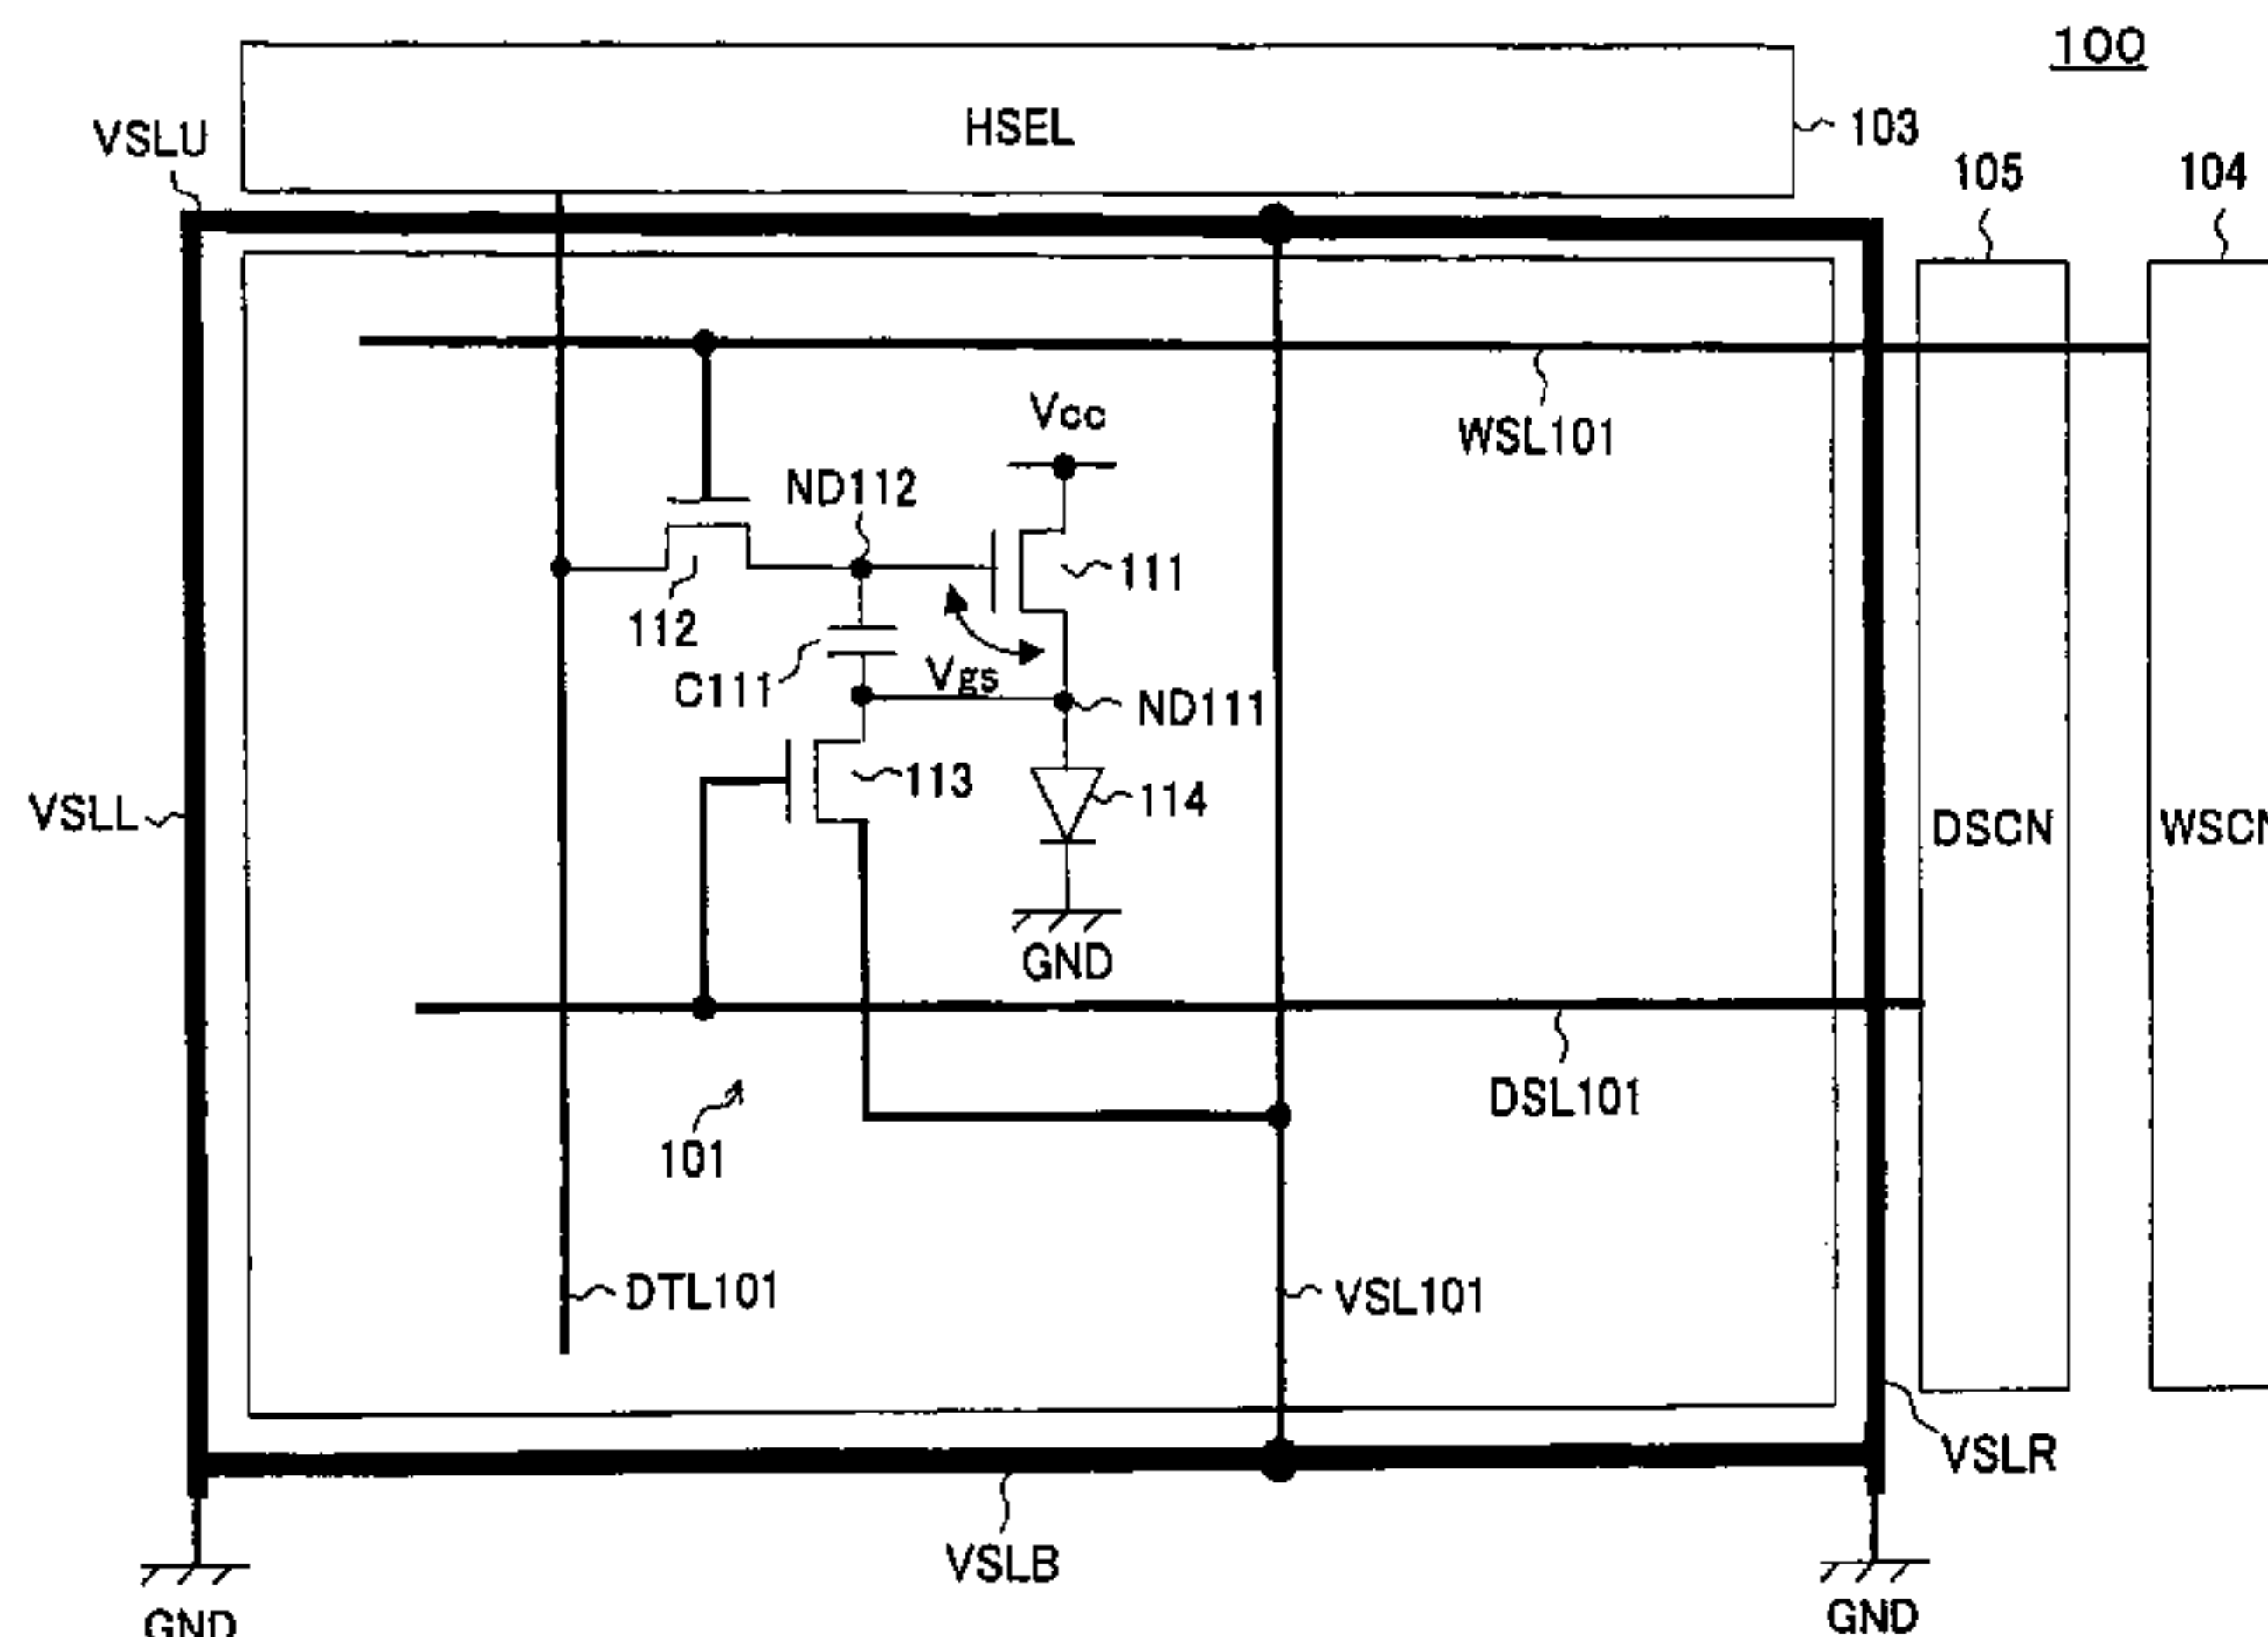 100
HSEL
103
VSLU
105
104
Vcc
WSL101
ND112
111
112
Vgs
C111
ND111
113
114
VSLL
DSCN
WSCN
GND
DSL101
101
DTL101
VSL101
VSLR
VSLB
GND
GND